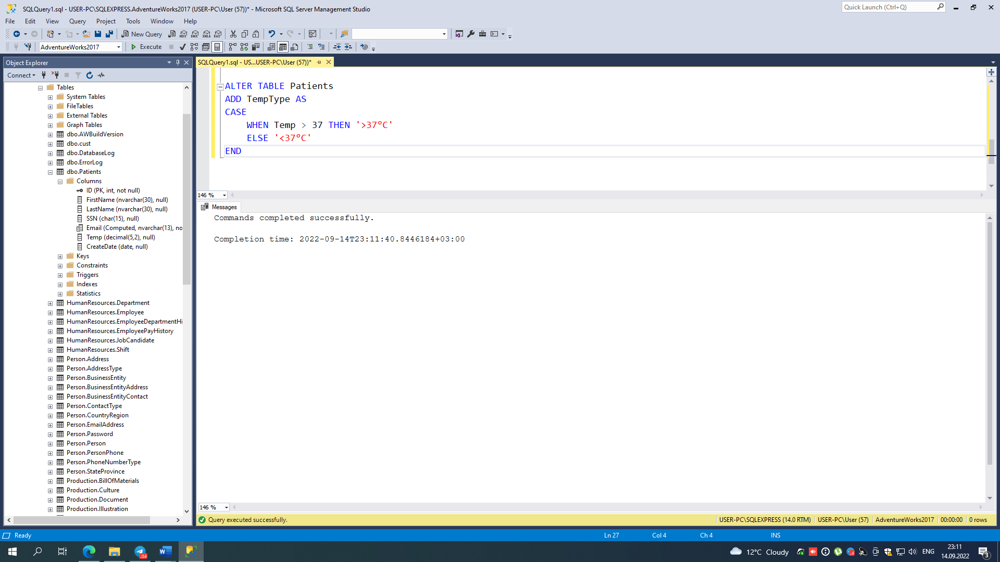 SQLQuery1.sql - USER-PC\SQLEXPRESS.AdventureWorks2017 (USER-PC\User (57))* - Microsoft SQL Server Management Studio
Quick Launch (Ctrl+Q)
File Edit View Query Project Tools Window Help
New Query
MDX DMX XMLA DAX
AdventureWorks2017
Execute
Object Explorer
Connect
Tables
System Tables
FileTables
External Tables
Graph Tables
dbo.AWBuildVersion
dbo.cust
dbo.DatabaseLog
dbo.ErrorLog
dbo.Patients
Columns
ID (PK, int, not null)
FirstName (nvarchar(30), null)
LastName (nvarchar(30), null)
SSN (char(15), null)
Email (Computed, nvarchar(13), no
Temp (decimal(5,2), null)
CreateDate (date, null)
Keys
Constraints
Triggers
Indexes
Statistics
HumanResources.Department
HumanResources.Employee
HumanResources.EmployeeDepartmentHi
HumanResources.EmployeePayHistory
HumanResources.JobCandidate
HumanResources.Shift
Person.Address
Person.AddressType
Person.BusinessEntity
Person.BusinessEntityAddress
Person.BusinessEntityContact
Person.ContactType
Person.CountryRegion
Person.EmailAddress
Person.Password
Person.Person
Person.PersonPhone
Person.PhoneNumberType
Person.StateProvince
Production.BillOfMaterials
Production.Culture
Production.Document
Production.Illustration
SQLQuery1.sql - US...USER-PC\User (57))*
ALTER TABLE Patients
ADD TempType AS
CASE
WHEN Temp > 37 THEN '>37°C'
ELSE '<37°C'
END
146 %
Messages
Commands completed successfully.
Completion time: 2022-09-14T23:11:40.8446184+03:00
146 %
Query executed successfully.
USER-PC\SQLEXPRESS (14.0 RTM) USER-PC\User (57) AdventureWorks2017 00:00:00 0 rows
Ready
Ln 27 Col 4 Ch 4 INS
.04
12°C Cloudy
ENG
23:11
14.09.2022
3